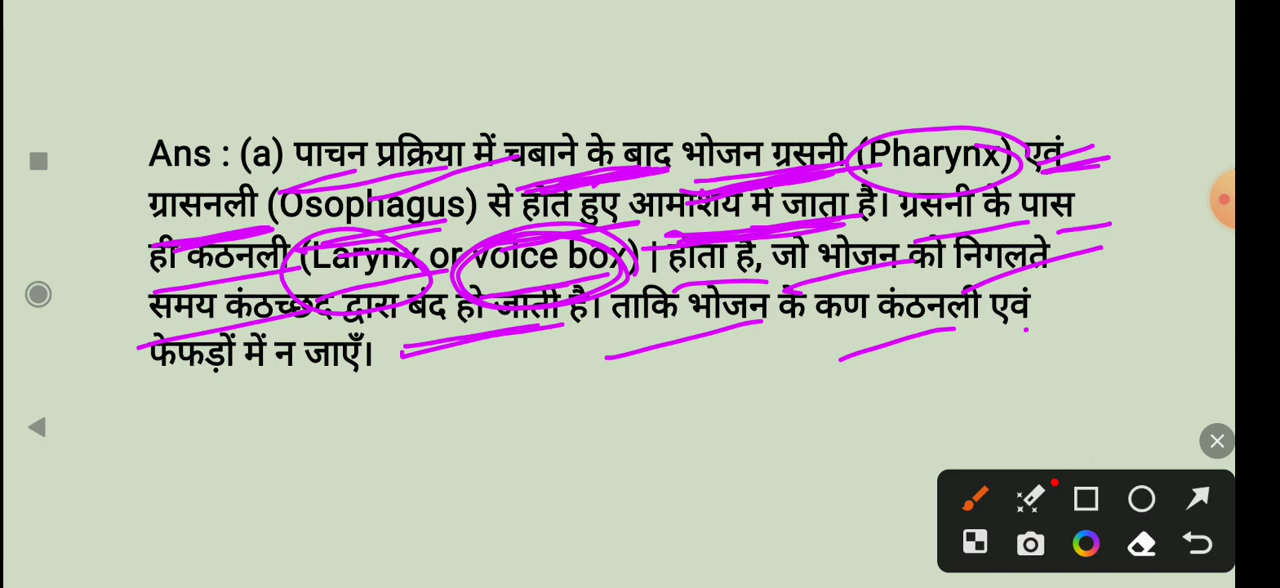 Ans : (a) पाचन प्रक्रिया में चबाने के बाद भोजन ग्रसनी (Pharynx) एवं
ग्रासनली (Osophagus) से होते हुए आमाशय में जाता है। ग्रसनी के पास
ही कठनली (Larynx or voice box) | होता है, जो भोजन को निगलते
समय कंठच्छद द्वारा बंद हो जाती है। ताकि भोजन के कण कंठनली एवं
फेफड़ों में न जाएँ।